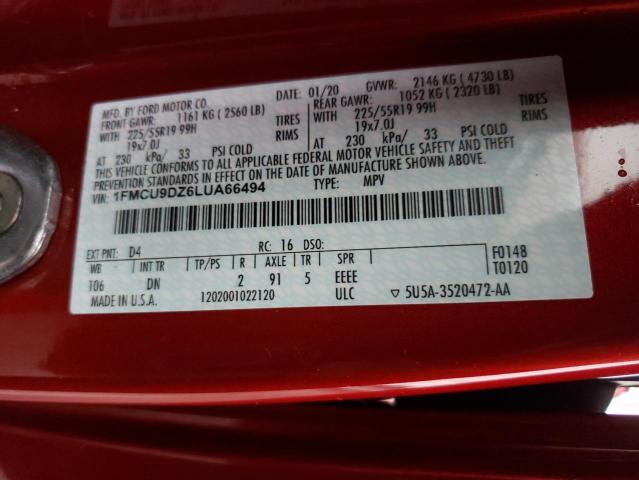 MFD. BY FORD MOTOR CO.
DATE: 01/20 GVWR: 2146 KG ( 4730 LB)
FRONT GAWR: 1161 KG ( 2560 LB) REAR GAWR: 1052 KG ( 2320 LB)
WITH 225/55R19 99H TIRES WITH 225/55R19 99H TIRES
19x7.0J RIMS 19x7.0J RIMS
AT 230 kPa/ 33 PSI COLD AT 230 kPa/ 33 PSI COLD
THIS VEHICLE CONFORMS TO ALL APPLICABLE FEDERAL MOTOR VEHICLE SAFETY AND THEFT
PREVENTION STANDARDS IN EFFECT ON THE DATE OF MANUFACTURE SHOWN ABOVE.
VIN: 1FMCU9DZ6LUA66494 TYPE: MPV
EXT PNT: D4 RC: 16 DSO: F0148
WB INT TR TP/PS R AXLE TR SPR T0120
106 DN 2 91 5 EEEE
MADE IN U.S.A. 1202001022120 ULC ▽ 5U5A-3520472-AA